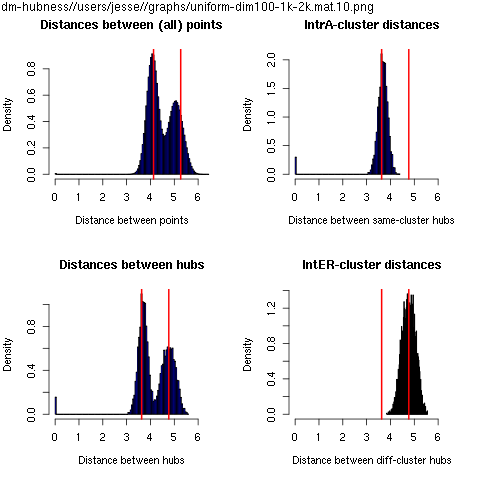 dm-hubness//users/jesse//graphs/uniform-dim100-1k-2k.mat.10.png
Distances between (all) points
Density
0.0 0.2 0.4 0.6 0.8
0 1 2 3 4 5 6
Distance between points
IntrA-cluster distances
Density
0.0 0.5 1.0 1.5 2.0
0 1 2 3 4 5 6
Distance between same-cluster hubs
Distances between hubs
Density
0.0 0.4 0.8
0 1 2 3 4 5 6
Distance between hubs
IntER-cluster distances
Density
0.0 0.4 0.8 1.2
0 1 2 3 4 5 6
Distance between diff-cluster hubs